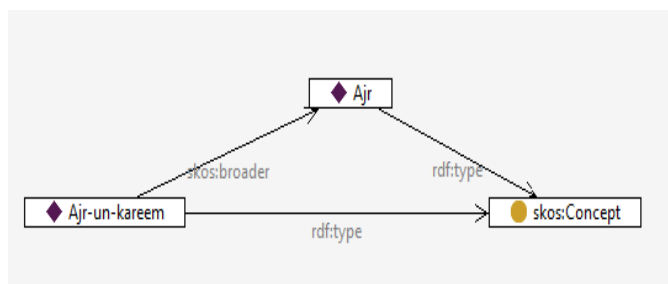 Ajr
skos:broader
rdf:type
Ajr-un-kareem
skos:Concept
rdf:type